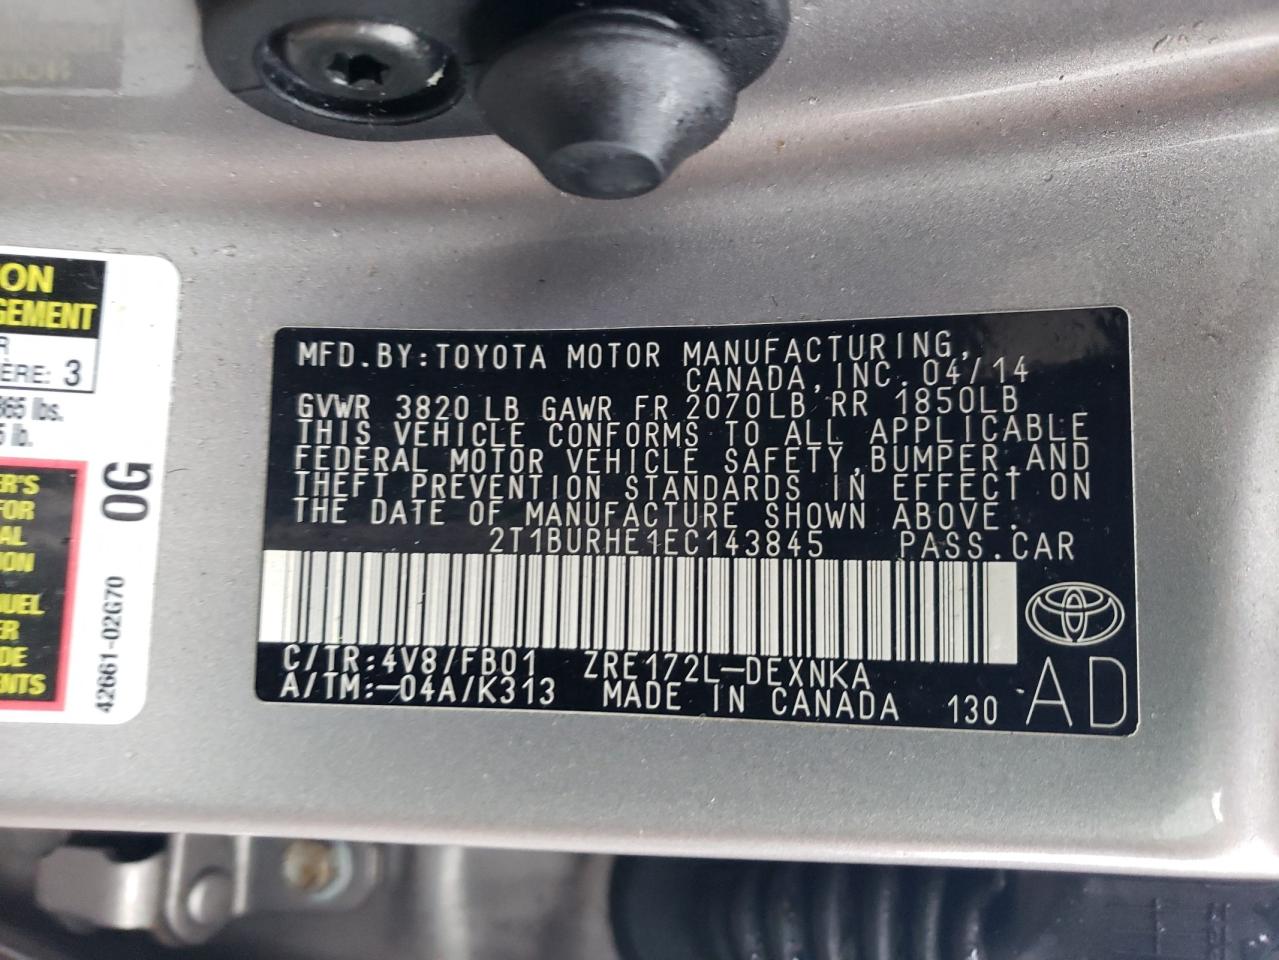 ON
GEMENT
R
ERE: 3
865 lbs.
5 lb.
ER'S
FOR
AL
ION
UEL
ER
DE
ENTS
0G
42661-02G70
MFD.BY:TOYOTA MOTOR MANUFACTURING,
CANADA,INC. 04/14
GVWR 3820LB GAWR FR 2070LB RR 1850LB
THIS VEHICLE CONFORMS TO ALL APPLICABLE
FEDERAL MOTOR VEHICLE SAFETY,BUMPER,AND
THEFT PREVENTION STANDARDS IN EFFECT ON
THE DATE OF MANUFACTURE SHOWN ABOVE.
2T1BURHE1EC143845 PASS.CAR
C/TR:4V8/FB01 ZRE172L-DEXNKA
A/TM:-04A/K313 MADE IN CANADA 130 AD